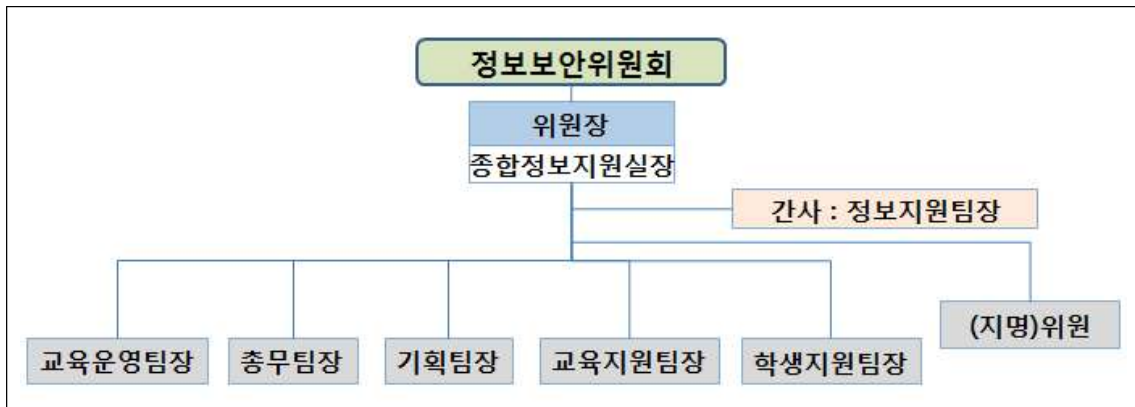 정보보안위원회
위원장
종합정보지원실장
간사 : 정보지원팀장
(지명)위원
교육운영팀장
총무팀장
기획팀장
교육지원팀장
학생지원팀장